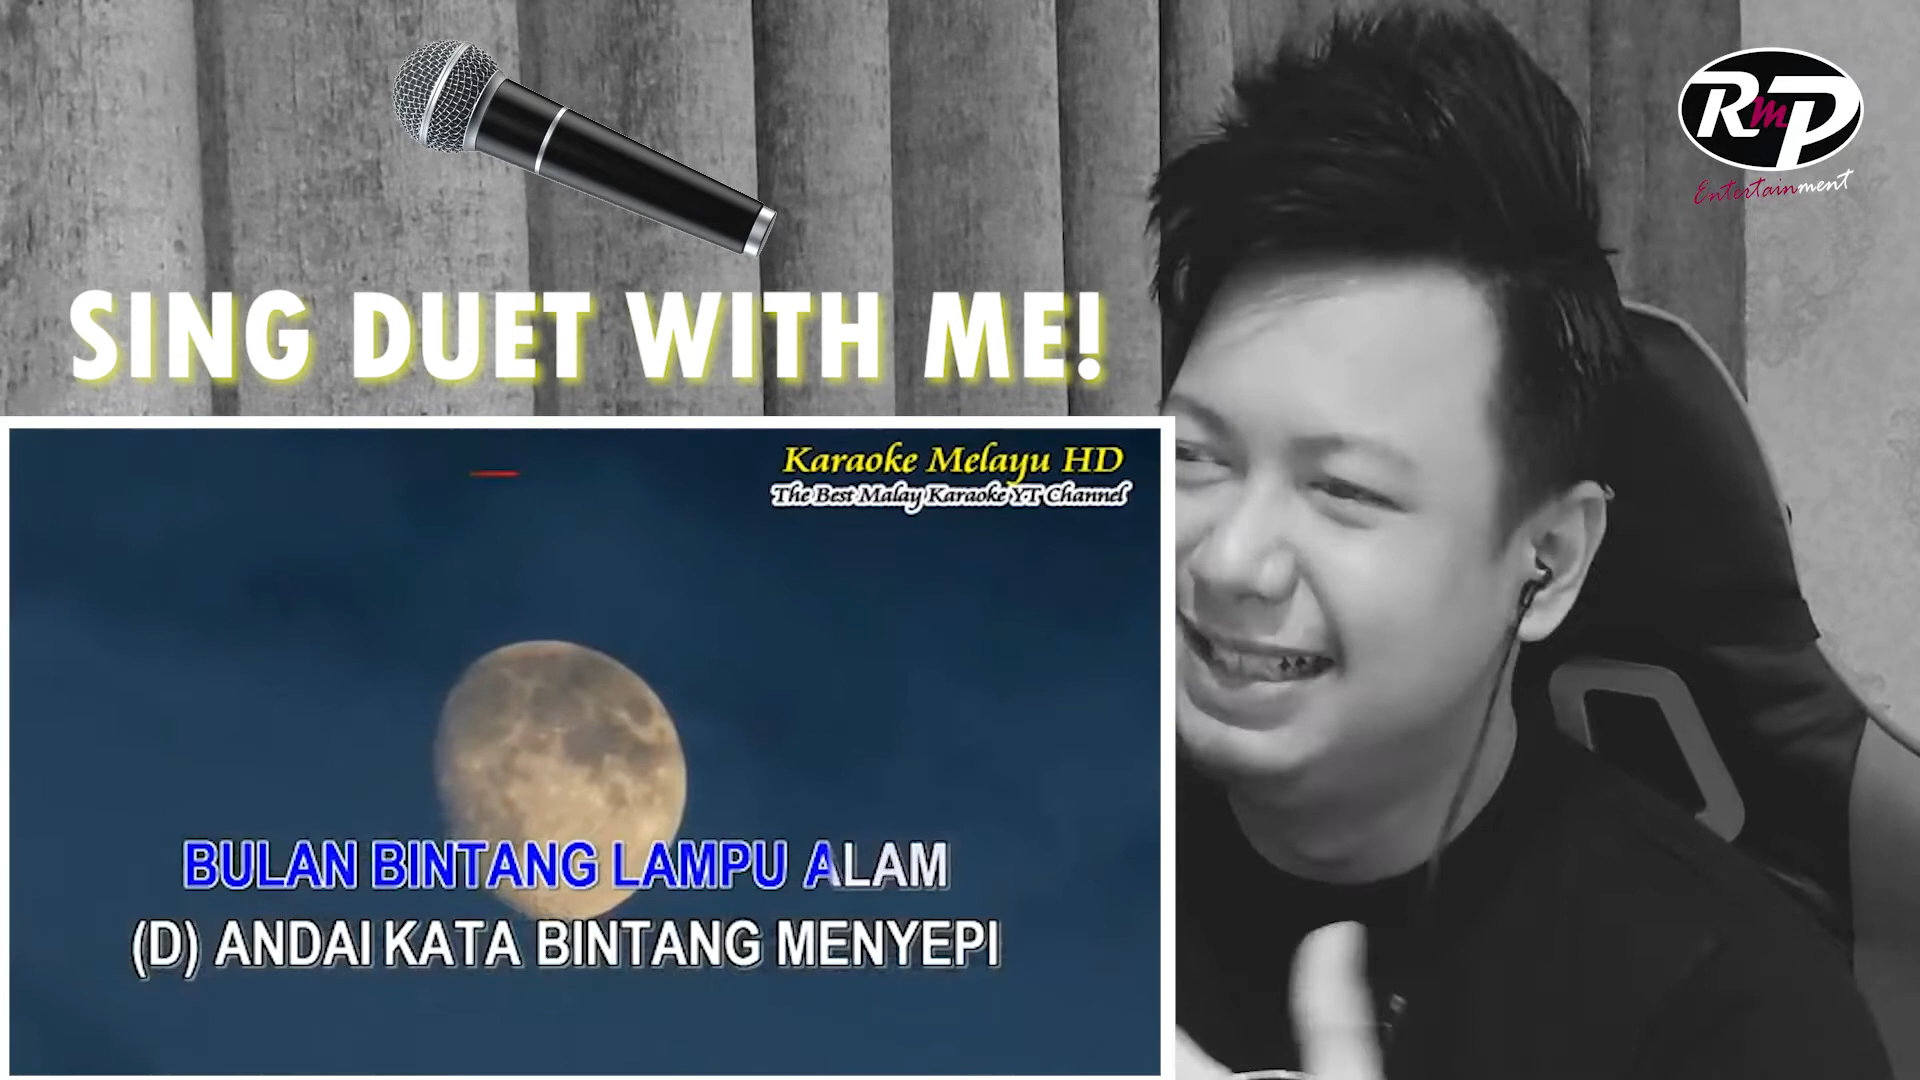 RmP
Entertainment
SING DUET WITH ME!
Karaoke Melayu HD
The Best Malay Karaoke YT Channel
BULAN BINTANG LAMPU ALAM
(D) ANDAI KATA BINTANG MENYEPI